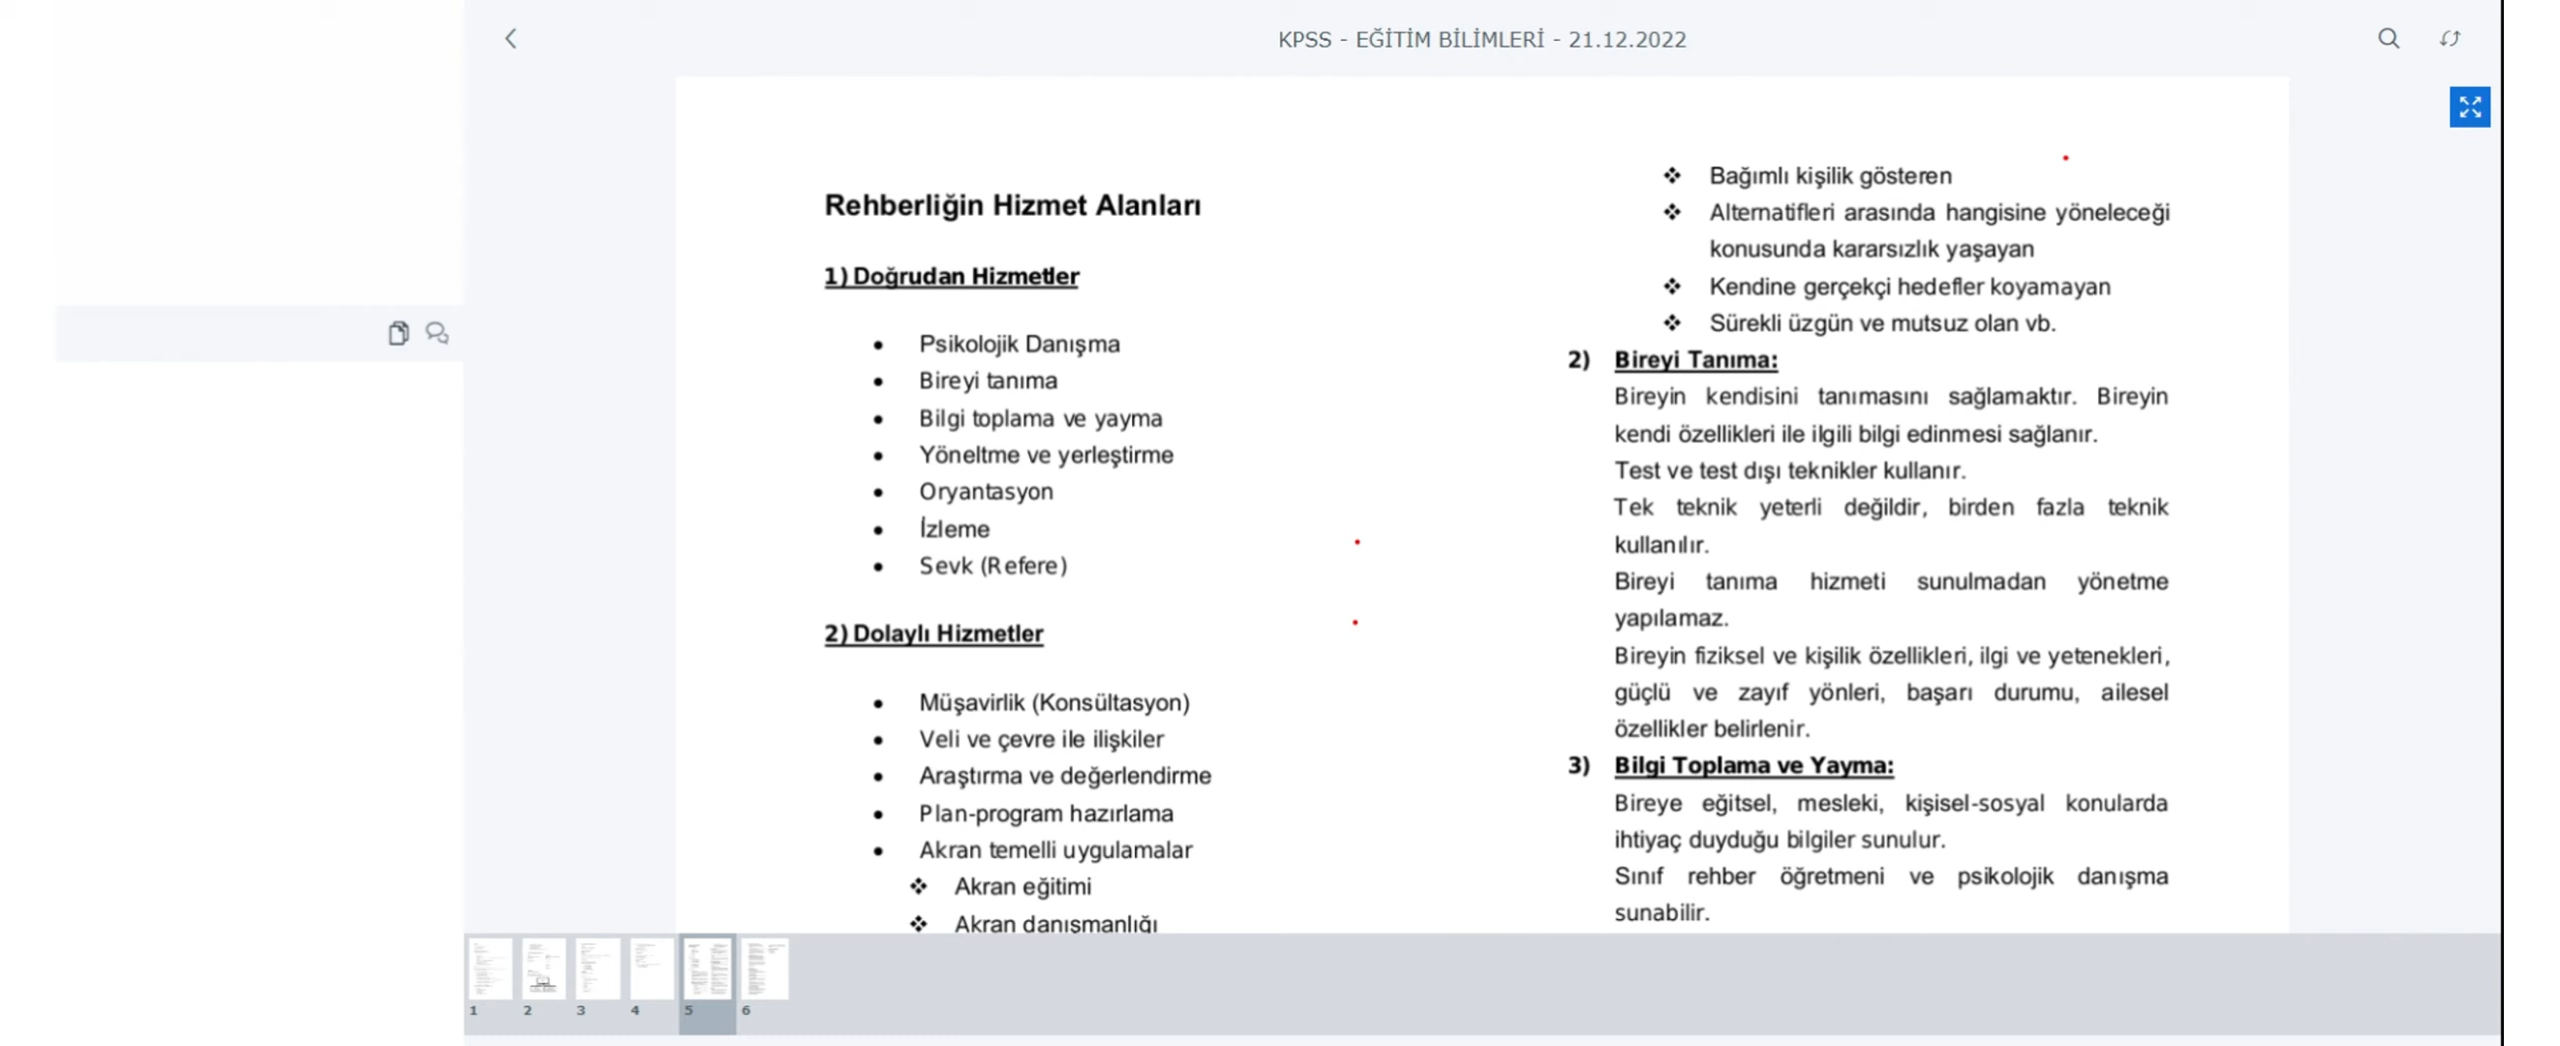 KPSS - EĞİTİM BİLİMLERİ - 21.12.2022
Rehberliğin Hizmet Alanları
1) Doğrudan Hizmetler
• Psikolojik Danışma
• Bireyi tanıma
• Bilgi toplama ve yayma
• Yöneltme ve yerleştirme
• Oryantasyon
• İzleme
• Sevk (Refere)
2) Dolaylı Hizmetler
• Müşavirlik (Konsültasyon)
• Veli ve çevre ile ilişkiler
• Araştırma ve değerlendirme
• Plan-program hazırlama
• Akran temelli uygulamalar
❖ Akran eğitimi
❖ Akran danışmanlığı
❖ Bağımlı kişilik gösteren
❖ Alternatifleri arasında hangisine yöneleceği
konusunda kararsızlık yaşayan
❖ Kendine gerçekçi hedefler koyamayan
❖ Sürekli üzgün ve mutsuz olan vb.
2) Bireyi Tanıma:
Bireyin kendisini tanımasını sağlamaktır. Bireyin
kendi özellikleri ile ilgili bilgi edinmesi sağlanır.
Test ve test dışı teknikler kullanır.
Tek teknik yeterli değildir, birden fazla teknik
kullanılır.
Bireyi tanıma hizmeti sunulmadan yönetme
yapılamaz.
Bireyin fiziksel ve kişilik özellikleri, ilgi ve yetenekleri,
güçlü ve zayıf yönleri, başarı durumu, ailesel
özellikler belirlenir.
3) Bilgi Toplama ve Yayma:
Bireye eğitsel, mesleki, kişisel-sosyal konularda
ihtiyaç duyduğu bilgiler sunulur.
Sınıf rehber öğretmeni ve psikolojik danışma
sunabilir.
1 2 3 4 5 6